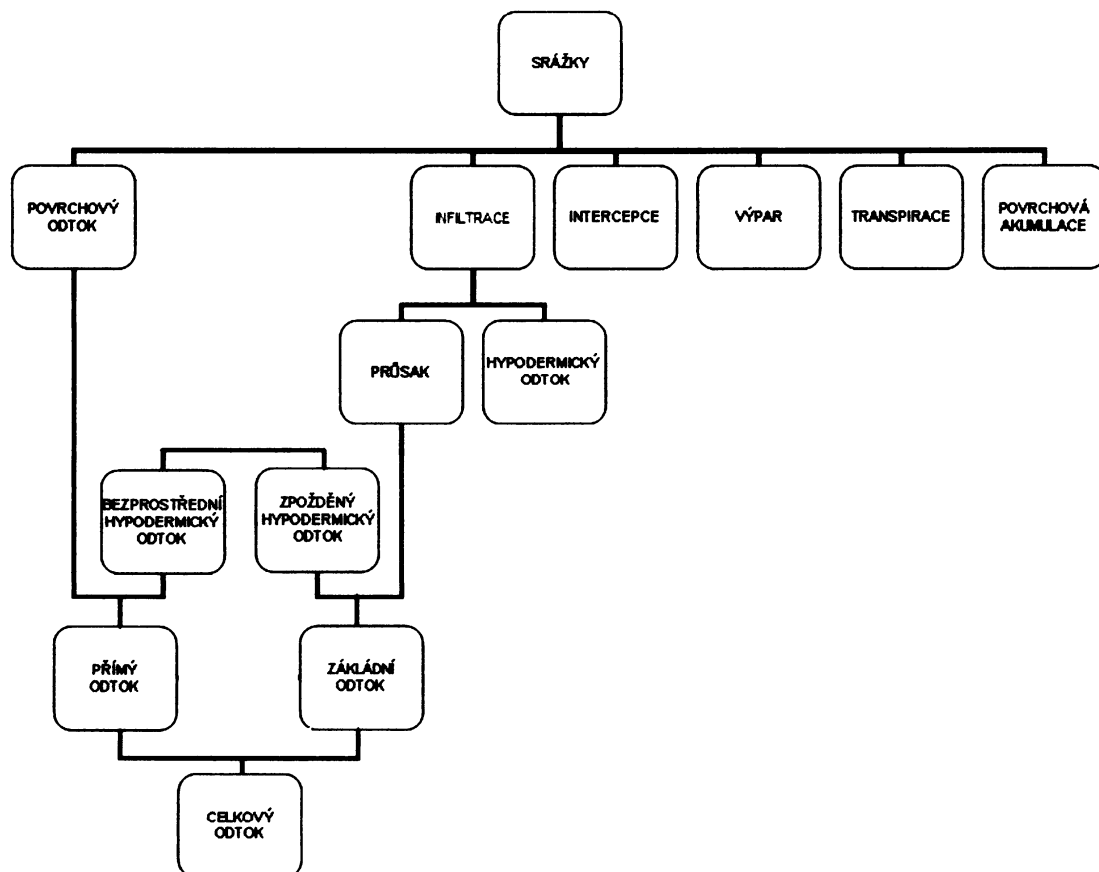 SRÁŽKY
POVRCHOVÝ
ODTOK
INFILTRACE
INTERCEPCE
VÝPAR
TRANSPIRACE
POVRCHOVÁ
AKUMULACE
PRŮSAK
HYPODERMICKÝ
ODTOK
BEZPROSTŘEDNÍ
HYPODERMICKÝ
ODTOK
ZPOŽDĚNÝ
HYPODERMICKÝ
ODTOK
PŘÍMÝ
ODTOK
ZÁKLÁDNÍ
ODTOK
CELKOVÝ
ODTOK